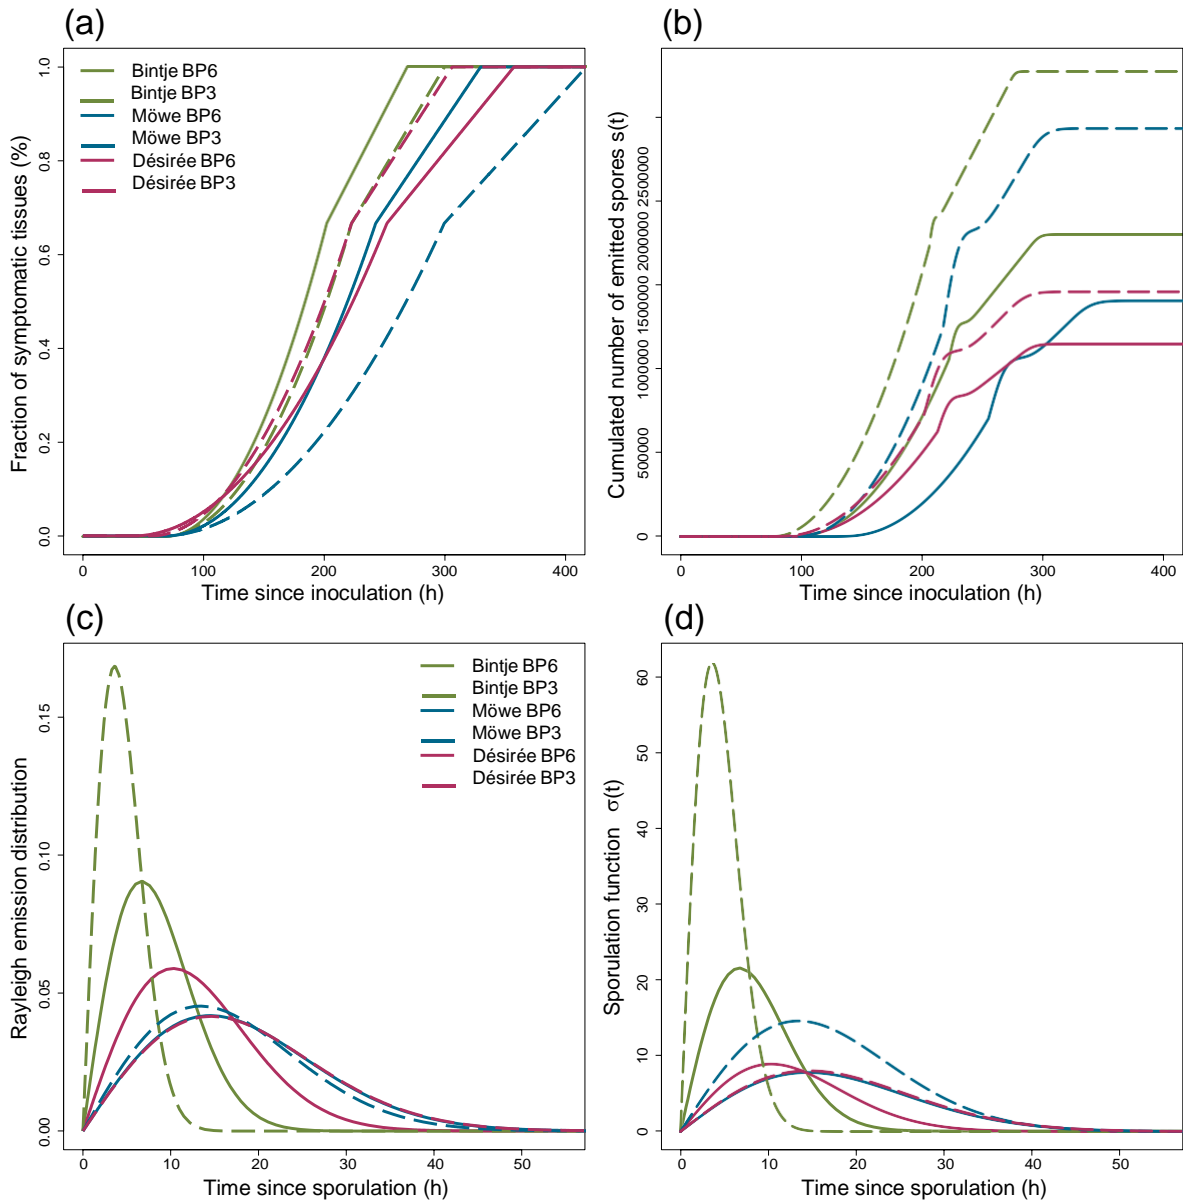 (a)
Fraction of symptomatic tissues (%)
1.0
0.8
0.6
0.4
0.2
0.0
Bintje BP6
Bintje BP3
Möwe BP6
Möwe BP3
Désirée BP6
Désirée BP3
0 100 200 300 400
Time since inoculation (h)
(b)
Cumulated number of emitted spores s(t)
2500000
2000000
1500000
1000000
500000
0
0 100 200 300 400
Time since inoculation (h)
(c)
Rayleigh emission distribution
0.15
0.10
0.05
0.00
Bintje BP6
Bintje BP3
Möwe BP6
Möwe BP3
Désirée BP6
Désirée BP3
0 10 20 30 40 50
Time since sporulation (h)
(d)
Sporulation function σ(t)
60
50
40
30
20
10
0
0 10 20 30 40 50
Time since sporulation (h)